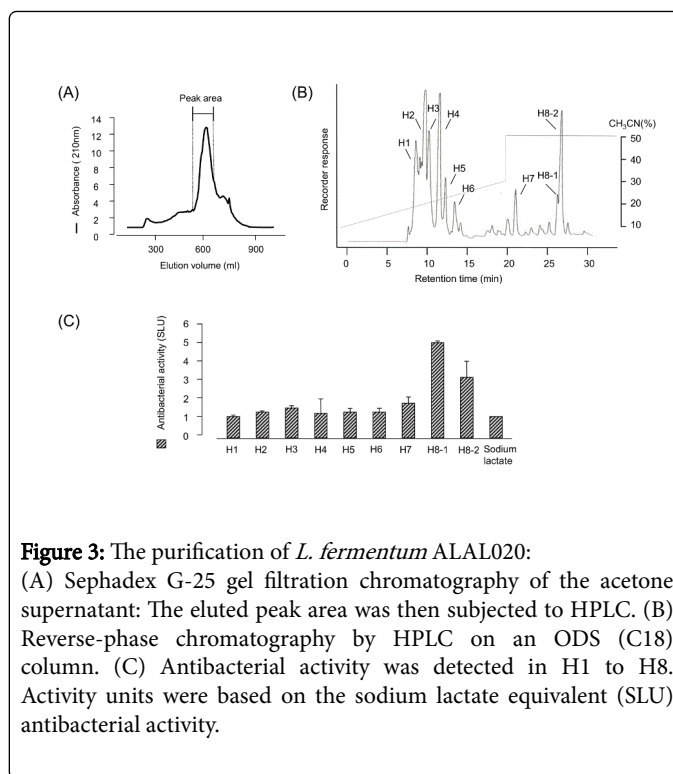 (A)
Peak area
Absorbance ( 210nm)
14
12
10
8
6
4
2
0
300
600
900
Elution volume (ml)
(B)
Recorder response
H1
H2
H3
H4
H5
H6
H7
H8-1
H8-2
CH₃CN(%)
50
40
30
20
10
0
5
10
15
20
25
30
Retention time (min)
(C)
Antibacterial activity (SLU)
6
5
4
3
2
1
0
H1 H2 H3 H4 H5 H6 H7 H8-1 H8-2 Sodium
lactate
Figure 3: The purification of L. fermentum ALAL020:
(A) Sephadex G-25 gel filtration chromatography of the acetone
supernatant: The eluted peak area was then subjected to HPLC. (B)
Reverse-phase chromatography by HPLC on an ODS (C18)
column. (C) Antibacterial activity was detected in H1 to H8.
Activity units were based on the sodium lactate equivalent (SLU)
antibacterial activity.